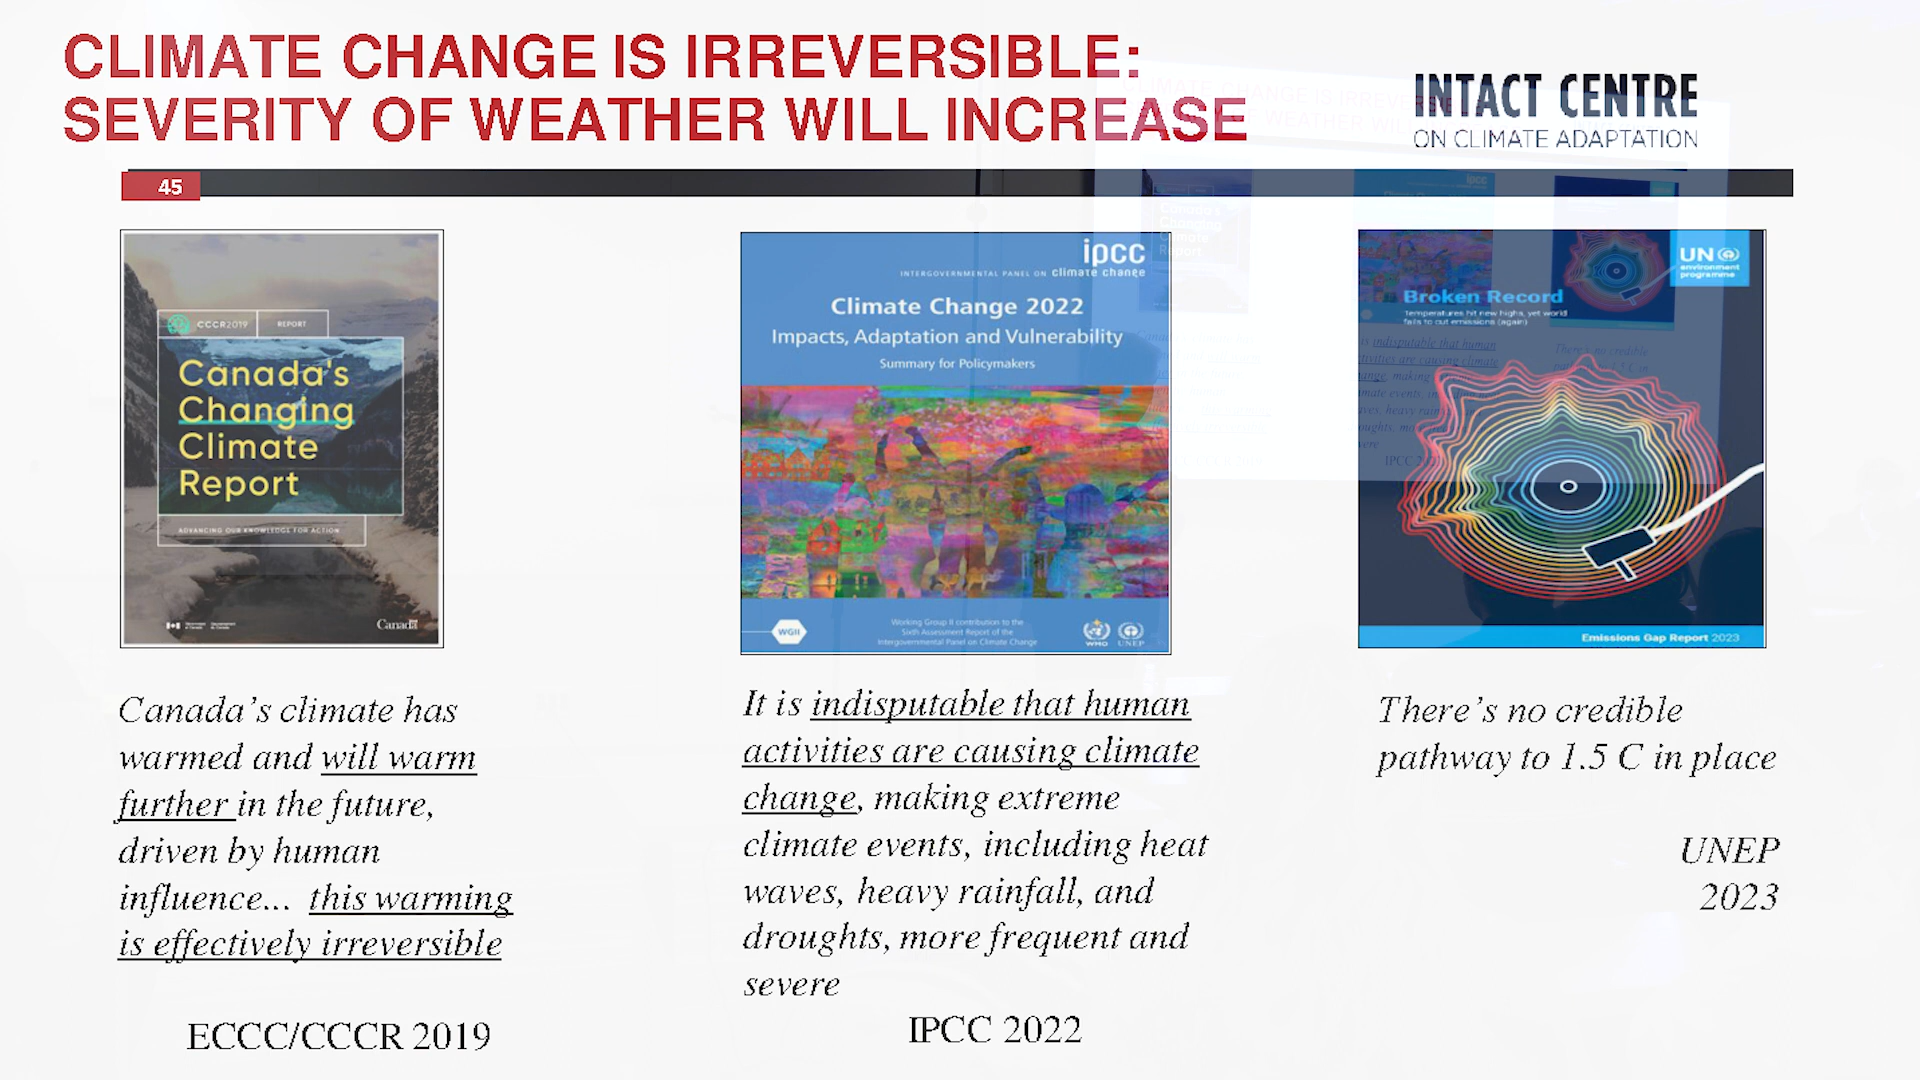 CLIMATE CHANGE IS IRREVERSIBLE:
SEVERITY OF WEATHER WILL INCREASE
INTACT CENTRE
ON CLIMATE ADAPTATION
45
CCCR2019
REPORT
Canada's
Changing
Climate
Report
ADVANCING OUR KNOWLEDGE FOR ACTION
Canada
Canada's climate has
warmed and will warm
further in the future,
driven by human
influence... this warming
is effectively irreversible
ECCC/CCCR 2019
ipcc
INTERGOVERNMENTAL PANEL ON climate change
Climate Change 2022
Impacts, Adaptation and Vulnerability
Summary for Policymakers
WGII
Working Group II contribution to the
Sixth Assessment Report of the
Intergovernmental Panel on Climate Change
WMO
UNEP
It is indisputable that human
activities are causing climate
change, making extreme
climate events, including heat
waves, heavy rainfall, and
droughts, more frequent and
severe
IPCC 2022
UN
environment
programme
Broken Record
Temperatures hit new highs, yet world
fails to cut emissions (again)
Emissions Gap Report 2023
There's no credible
pathway to 1.5 C in place
UNEP
2023